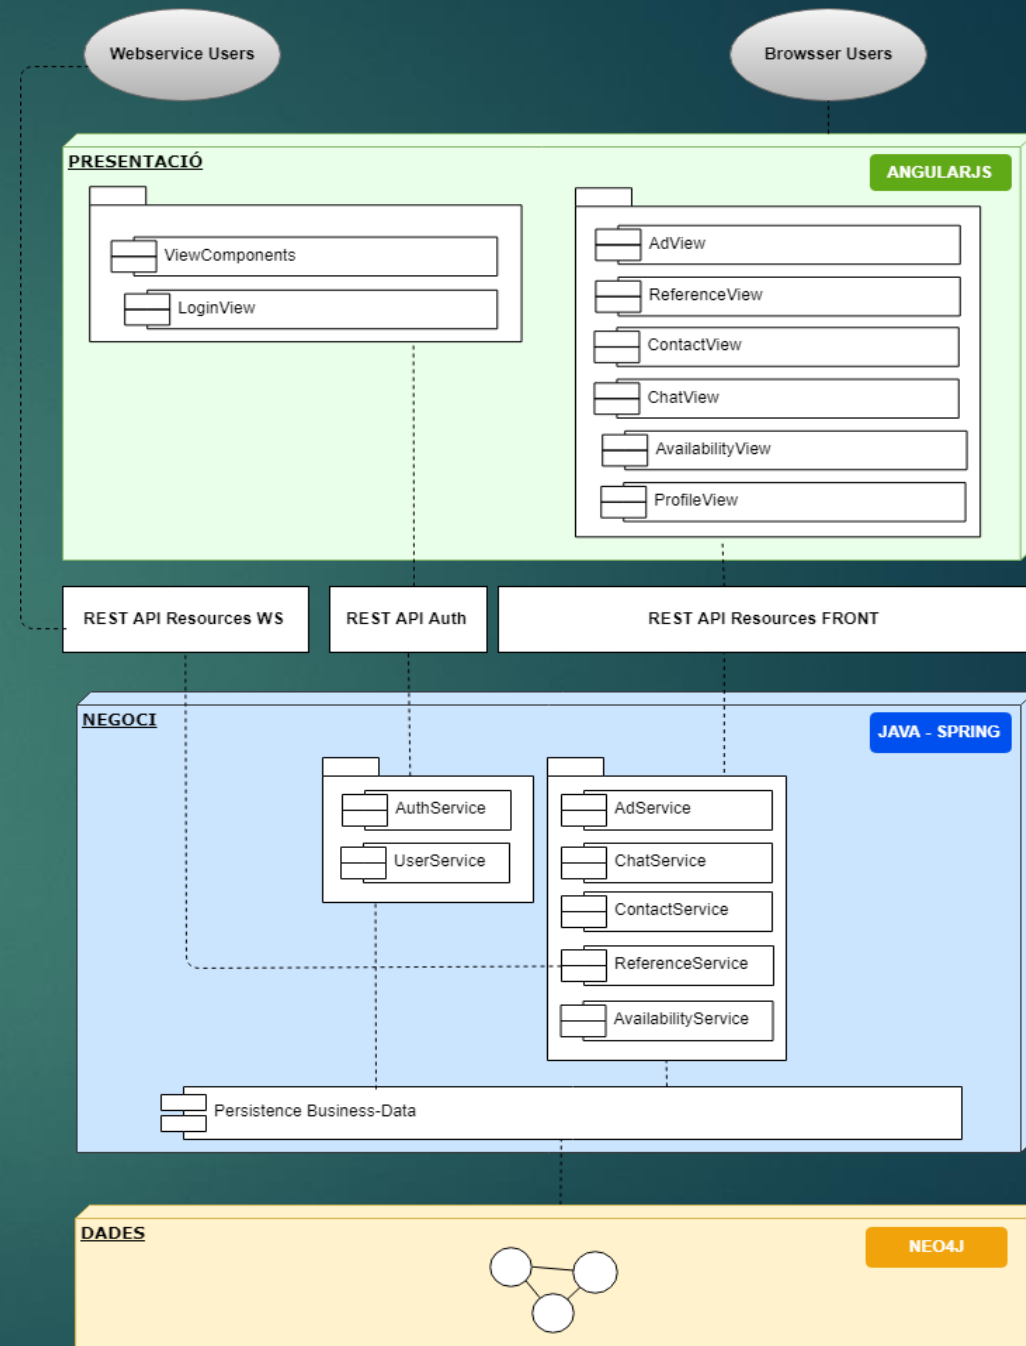 Webservice Users
Browsser Users
PRESENTACIÓ
ANGULARJS
ViewComponents
LoginView
AdView
ReferenceView
ContactView
ChatView
AvailabilityView
ProfileView
REST API Resources WS
REST API Auth
REST API Resources FRONT
NEGOCI
JAVA - SPRING
AuthService
UserService
AdService
ChatService
ContactService
ReferenceService
AvailabilityService
Persistence Business-Data
DADES
NEO4J